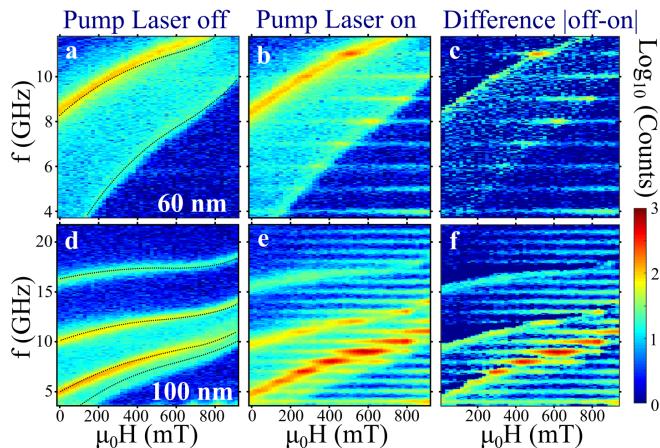 Pump Laser off Pump Laser on Difference |off-on|
a b c
f (GHz)
10
8
6
4
60 nm
Log₁₀ (Counts)
d e f
f (GHz)
20
15
10
5
100 nm
3
2
1
0
0 200 400 600 800 0 200 400 600 800 0 200 400 600 800
μ₀H (mT) μ₀H (mT) μ₀H (mT)